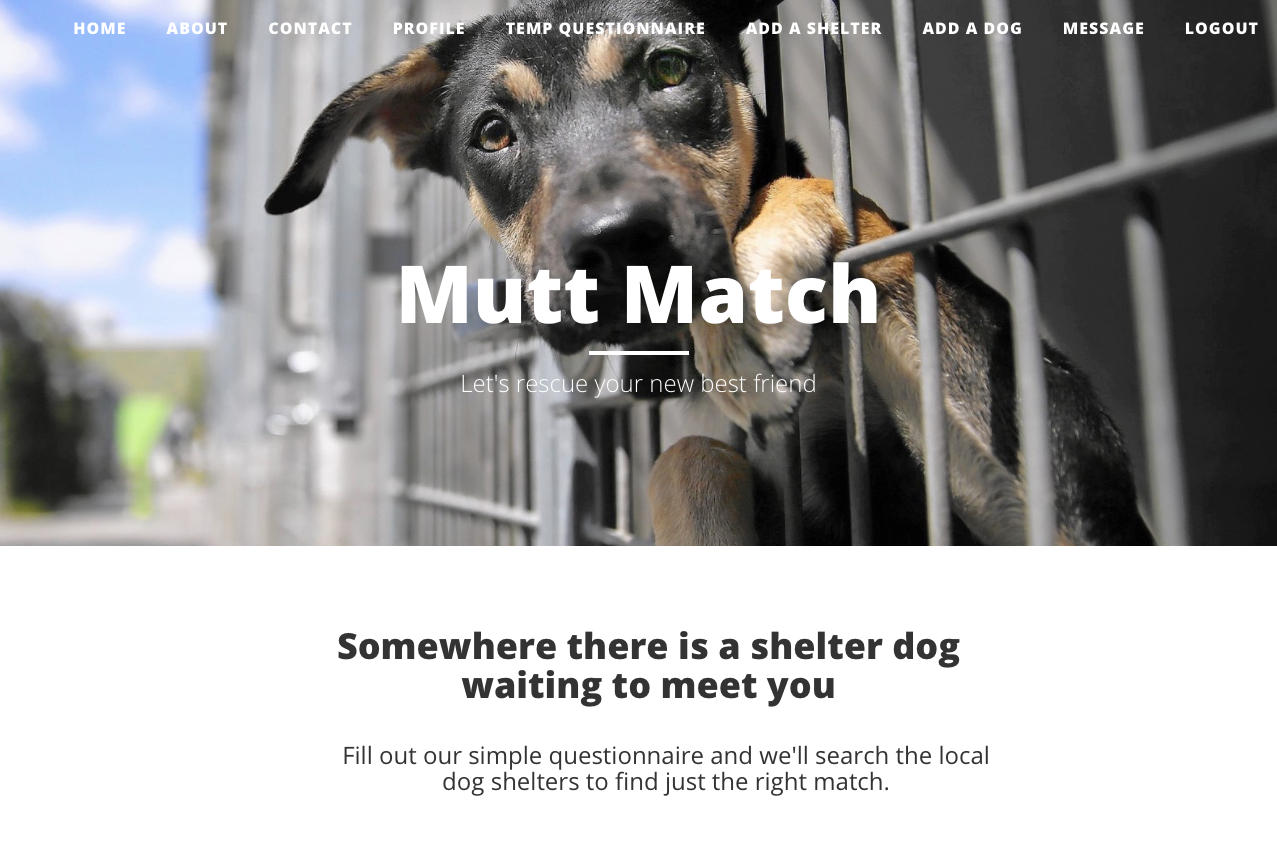 HOME ABOUT CONTACT PROFILE TEMP QUESTIONNAIRE ADD A SHELTER ADD A DOG MESSAGE LOGOUT
Mutt Match
Let's rescue your new best friend
Somewhere there is a shelter dog
waiting to meet you
Fill out our simple questionnaire and we'll search the local
dog shelters to find just the right match.